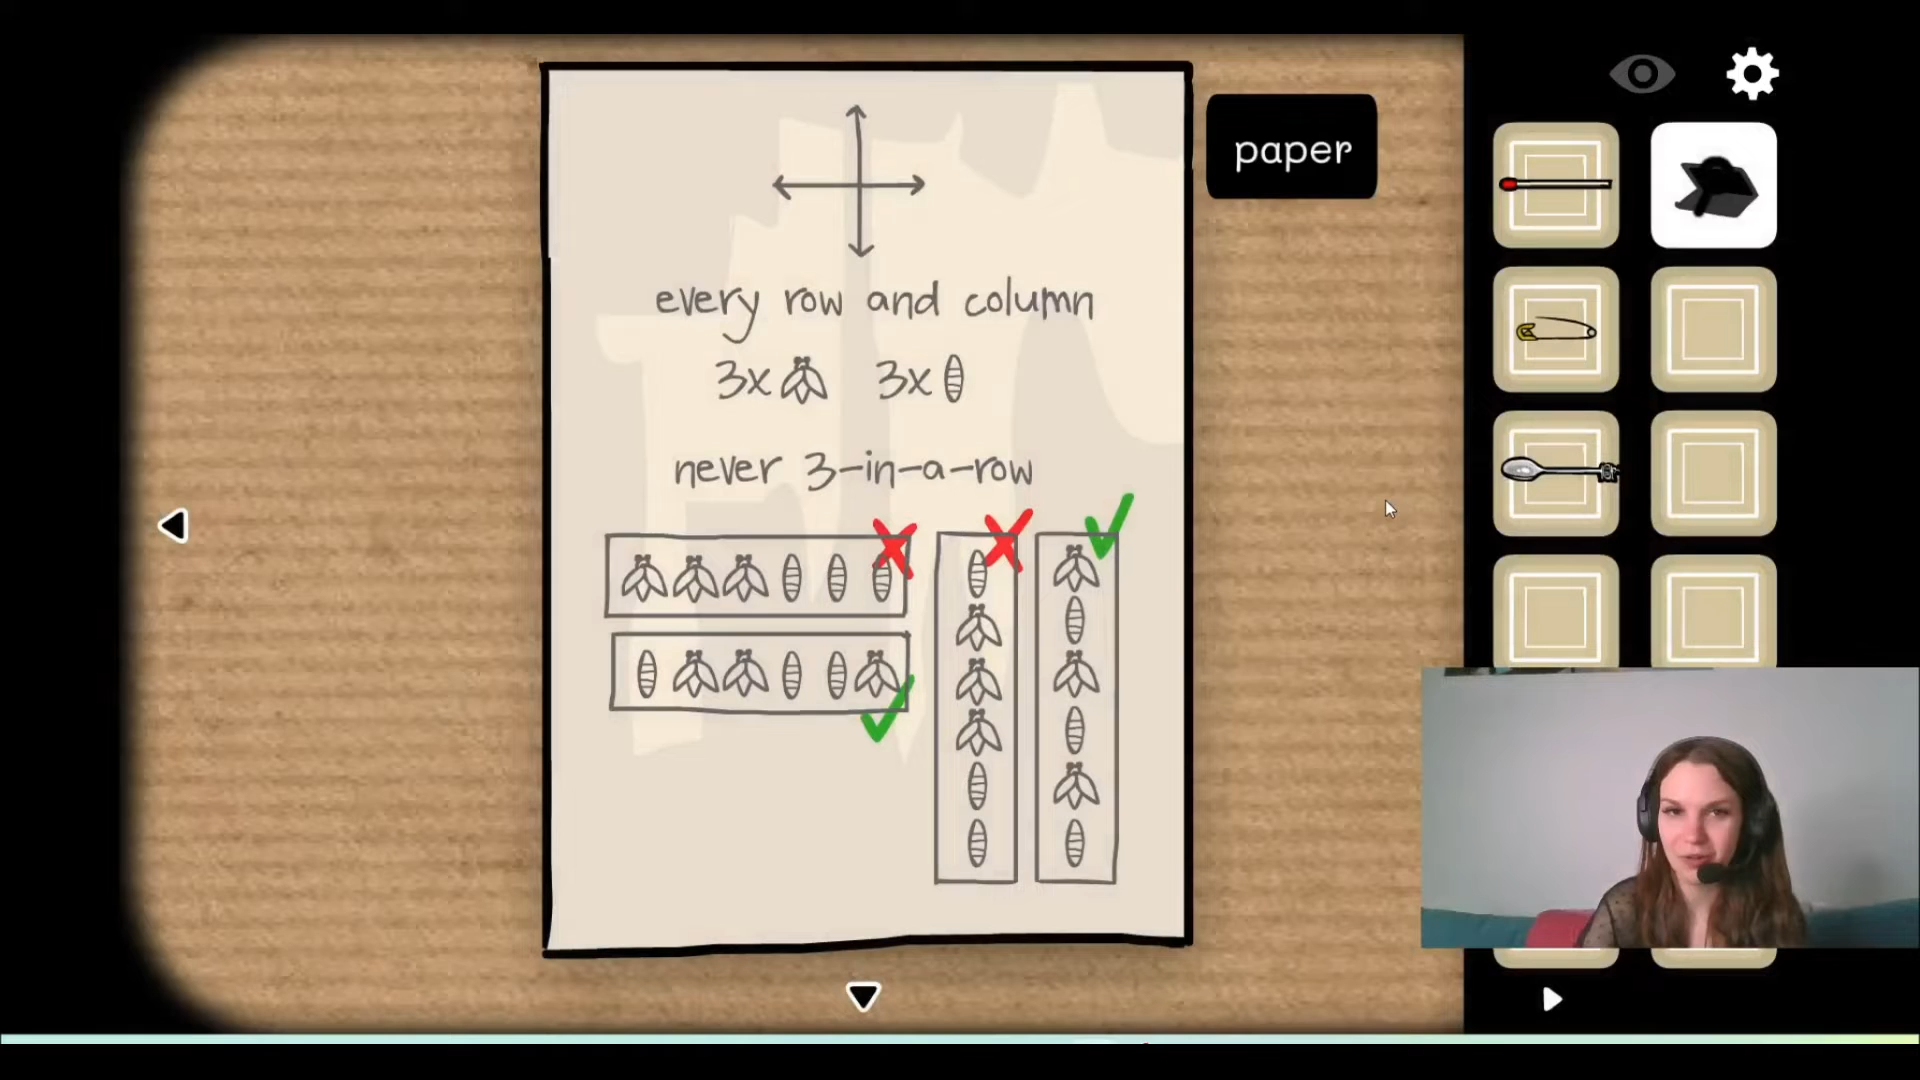 paper
every row and column
3x 3x
never 3-in-a-row